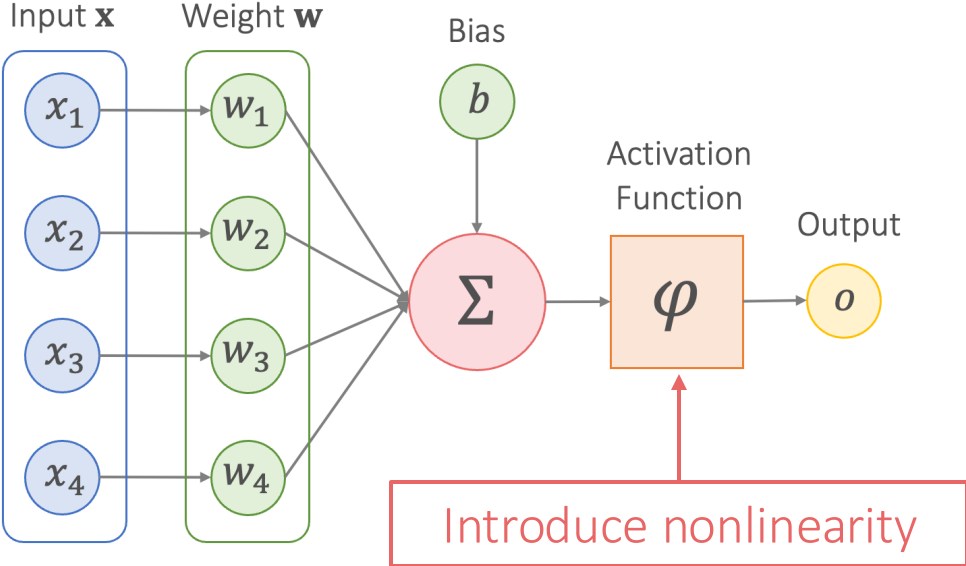 Input x
Weight w
Bias
x₁
w₁
b
Activation
Function
x₂
w₂
Output
Σ
φ
o
x₃
w₃
x₄
w₄
Introduce nonlinearity